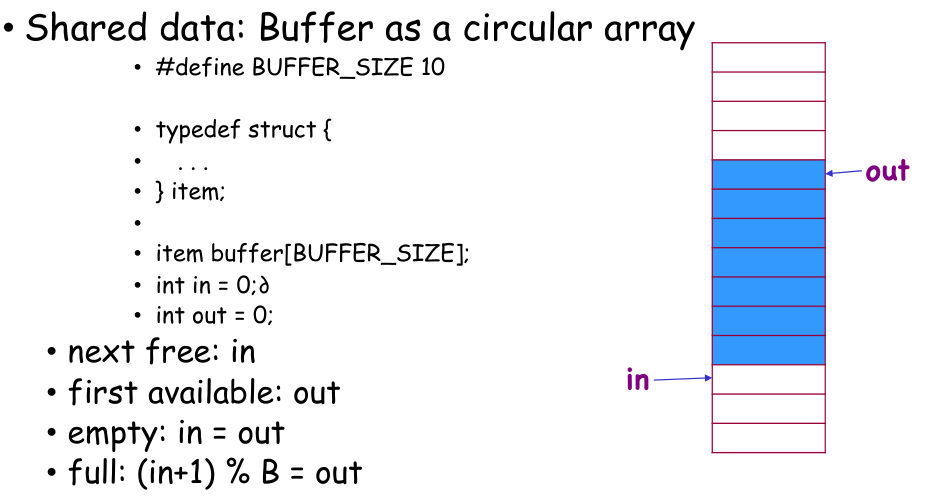 • Shared data: Buffer as a circular array
• #define BUFFER_SIZE 10
• typedef struct {
• . . .
• } item;
•
• item buffer[BUFFER_SIZE];
• int in = 0;∂
• int out = 0;
• next free: in
• first available: out
• empty: in = out
• full: (in+1) % B = out
out
in